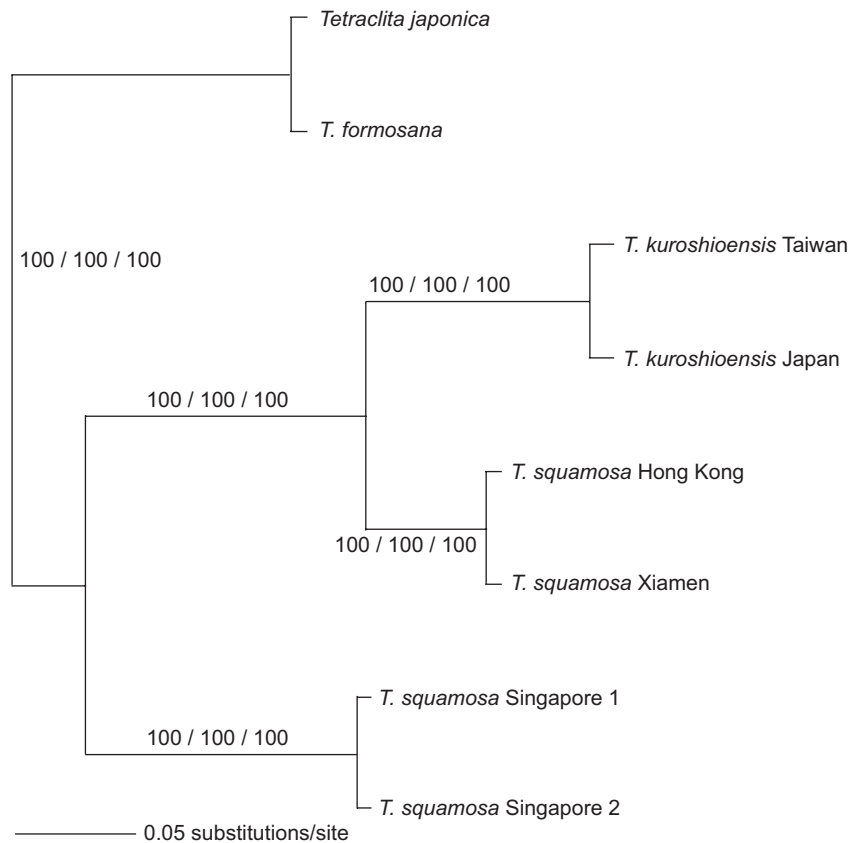 Tetraclita japonica
T. formosana
T. kuroshioensis Taiwan
100 / 100 / 100
100 / 100 / 100
T. kuroshioensis Japan
100 / 100 / 100
T. squamosa Hong Kong
100 / 100 / 100
T. squamosa Xiamen
T. squamosa Singapore 1
100 / 100 / 100
T. squamosa Singapore 2
0.05 substitutions/site